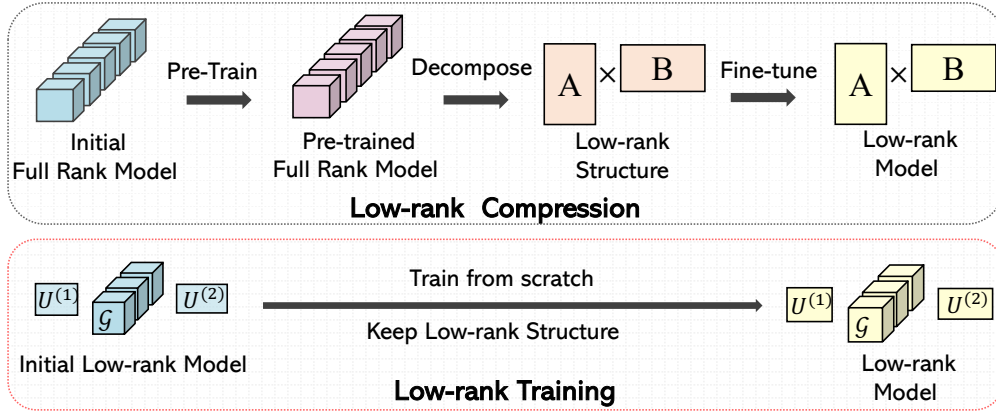 Pre-Train
Decompose
A × B
Fine-tune
A × B
Initial
Full Rank Model
Pre-trained
Full Rank Model
Low-rank
Structure
Low-rank
Model
Low-rank Compression
U⁽¹⁾
𝒢
U⁽²⁾
Train from scratch
Keep Low-rank Structure
U⁽¹⁾
𝒢
U⁽²⁾
Initial Low-rank Model
Low-rank
Model
Low-rank Training